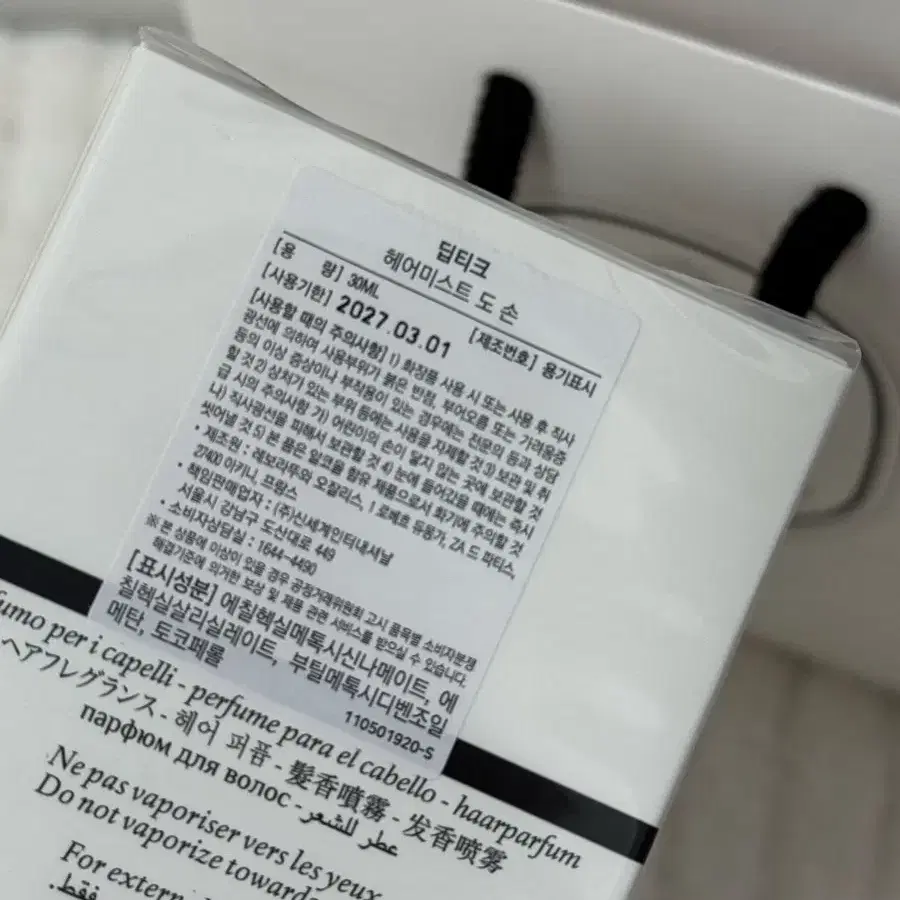 딥티크
헤어미스트 도 손
[용 량] 30ML
[사용기한] 2027.03.01 [제조번호] 용기표시
[사용할 때의 주의사항] 1) 화장품 사용 시 또는 사용 후 직사
광선에 의하여 사용부위가 붉은 반점, 부어오름 또는 가려움증
등의 이상 증상이나 부작용이 있는 경우에는 전문의 등과 상담
할 것 2) 상처가 있는 부위 등에는 사용을 자제할 것 3) 보관 및 취
급 시의 주의사항 가) 어린이의 손이 닿지 않는 곳에 보관할 것
나) 직사광선을 피해서 보관할 것 4) 눈에 들어갔을 때에는 즉시
씻어낼 것 5) 본 품은 알코올 함유 제품으로서 화기에 주의할 것
• 제조원 : 레보라뚜와 오잘리스, 1 로베르 듀몽가, ZA 드 파티스,
27400 아키니, 프랑스
• 책임판매업자 : (주)신세계인터내셔날
서울시 강남구 도산대로 449
• 소비자상담실 : 1644-4490
※ 본 상품에 이상이 있을 경우 공정거래위원회 고시 품목별 소비자분쟁
해결기준에 의거한 보상 및 제품 관련 서비스를 받으실 수 있습니다.
[표시성분] 에칠헥실메톡시신나메이트, 에
칠헥실살리실레이트, 부틸메톡시디벤조일
메탄, 토코페롤
110501920-S
fumo per i capelli - perfume para el cabello - haarparfum
ヘアフレグランス - 헤어 퍼퓸 - 髮香噴霧 - 发香喷雾
парфюм для волос - عطر للشعر
Ne pas vaporiser vers les yeux
Do not vaporize toward
For extern
فقط.